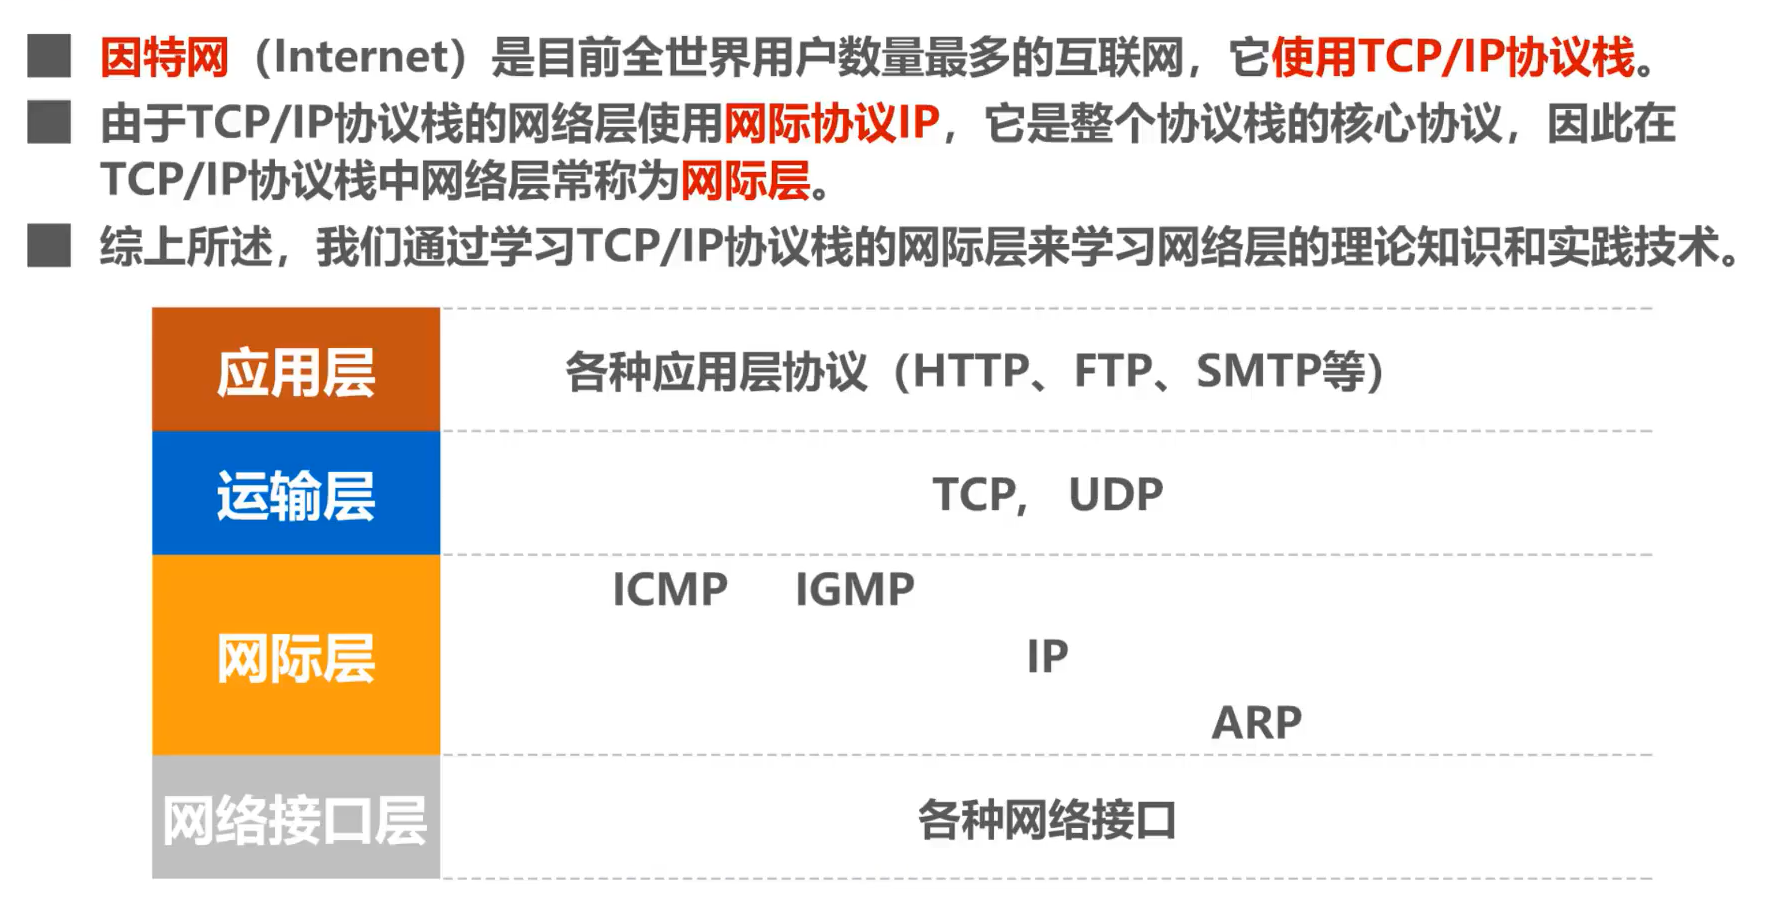 因特网（Internet）是目前全世界用户数量最多的互联网，它使用TCP/IP协议栈。
由于TCP/IP协议栈的网络层使用网际协议IP，它是整个协议栈的核心协议，因此在
TCP/IP协议栈中网络层常称为网际层。
综上所述，我们通过学习TCP/IP协议栈的网际层来学习网络层的理论知识和实践技术。
应用层
各种应用层协议（HTTP、FTP、SMTP等）
运输层
TCP, UDP
网际层
ICMP IGMP
IP
ARP
网络接口层
各种网络接口